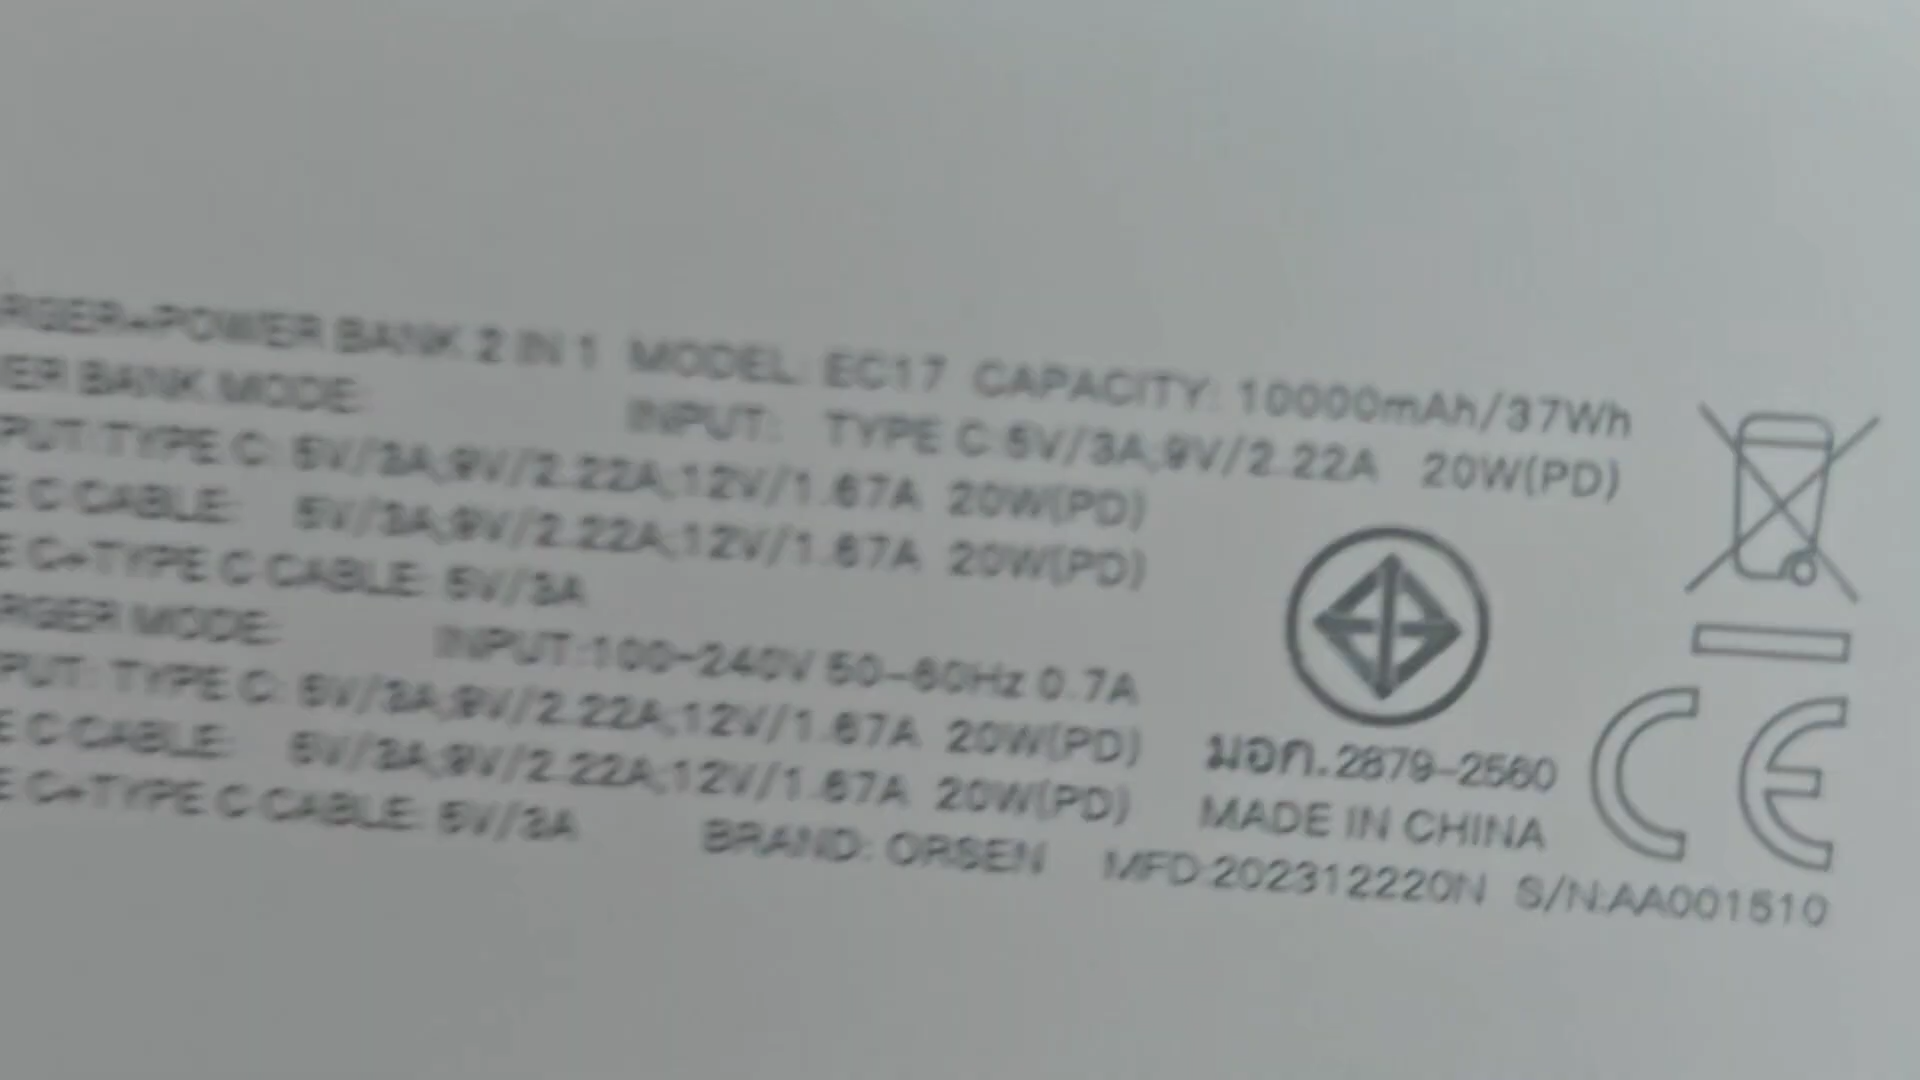 RGER+POWER BANK 2 IN 1 MODEL: EC17 CAPACITY: 10000mAh/37Wh
ER BANK MODE: INPUT: TYPE C:5V/3A,9V/2.22A 20W(PD)
PUT:TYPE C: 5V/3A,9V/2.22A,12V/1.67A 20W(PD)
E C CABLE: 5V/3A,9V/2.22A,12V/1.67A 20W(PD)
E C+TYPE C CABLE: 5V/3A
RGER MODE: INPUT:100-240V 50-60Hz 0.7A
PUT: TYPE C: 5V/3A,9V/2.22A,12V/1.67A 20W(PD)
E C CABLE: 5V/3A,9V/2.22A,12V/1.67A 20W(PD)
E C+TYPE C CABLE: 5V/3A
มอก.2879-2560
MADE IN CHINA
BRAND: ORSEN MFD:202312220N S/N:AA001510
CE